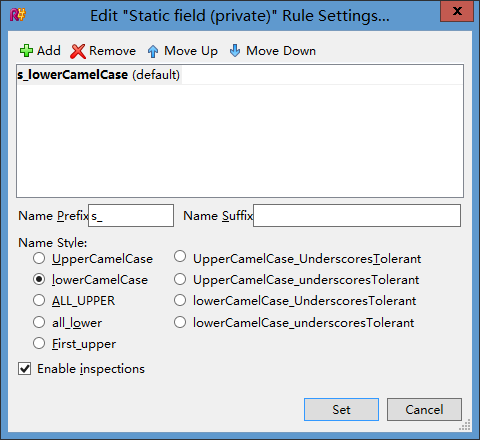 Edit "Static field (private)" Rule Settings...
Add Remove Move Up Move Down
s_lowerCamelCase (default)
Name Prefix s_ Name Suffix
Name Style:
UpperCamelCase UpperCamelCase_UnderscoresTolerant
lowerCamelCase UpperCamelCase_underscoresTolerant
ALL_UPPER lowerCamelCase_UnderscoresTolerant
all_lower lowerCamelCase_underscoresTolerant
First_upper
Enable inspections
Set Cancel